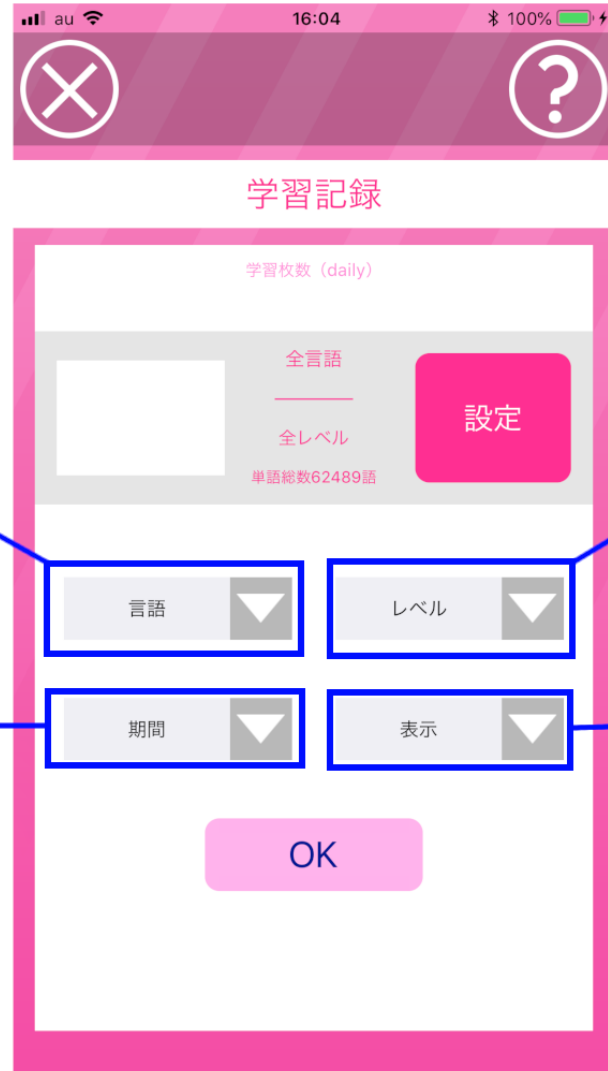 au 16:04 100%
?
学習記録
学習枚数（daily）
全言語
全レベル
単語総数62489語
設定
言語
レベル
期間
表示
OK